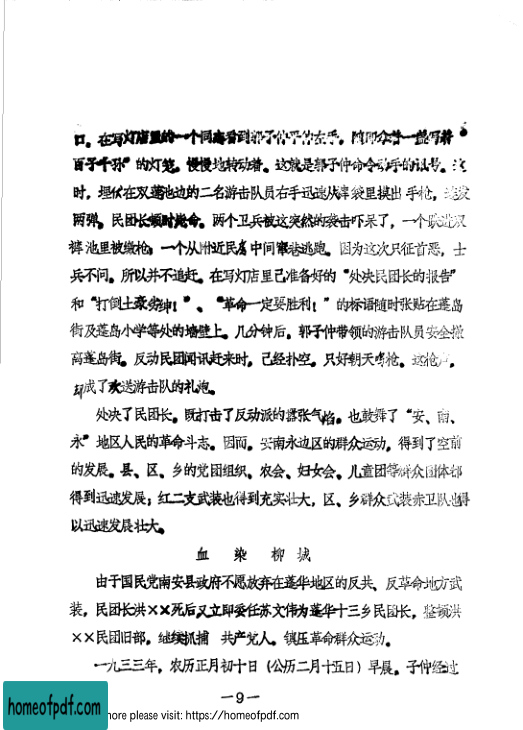 口。在写灯店里的一个同志看到郭子仲平伸左手,随即众替一盏写着
百子千孙”的灯笼,慢慢地转动着。这就是郭子仲命令动手的讯号。这
时,埋伏在双莲池边的二名游击队员右手迅速从裤袋里摸出手枪,连发
两弹,民团长顿时毙命。两个卫兵被这突然的袭击吓呆了,一个跃进双
池里被缴枪,一个从附近民房中间窜巷逃跑。因为这次只征首恶,士
兵不问。所以并不追赶。在写灯店里己准备好的“处决民团长的报告”
和“打倒土豪劣绅!”、“革命一定要胜利!”的标语随时张贴在蓬岛
街及蓬岛小学等处的墙壁上。几分钟后,郭子仲带领的游击队员安全撤
离蓬岛街。反动民团闻讯赶来时,己经扑空。只好朝天鸣枪。这枪声,
却成了欢送游击队的礼炮。
处决了民团长。既打击了反动派的嚣张气焰。也鼓舞了“安、南、
永”地区人民的革命斗志。因而。安南永边区的群众运动,得到了空前
的发展。县、区、乡的党团组织、农会、妇女会、儿童团等群众团体都
得到迅速发展;红二支武装也得到充实壮大,区、乡群众武装赤卫队也得
以迅速发展壮大。
血 染 柳 城
由于国民党南安县政府不愿放弃在蓬华地区的反共、反革命地方武
装,民团长洪××死后又立即委任苏文伟为蓬华十三乡民团长,整顿洪
××民团旧部,继续抓捕 共产党人。镇压革命群众运动。
一九三三年,农历正月初十日(公历二月十五日)早晨。子仲经过
—9—
homeofpdf.com
more please visit: https://homeofpdf.com